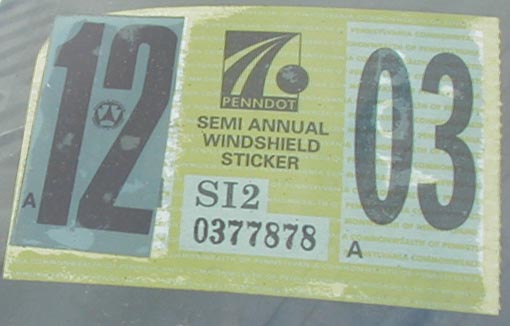 12
A
PENNDOT
SEMI ANNUAL
WINDSHIELD
STICKER
SI2
0377878
03
A